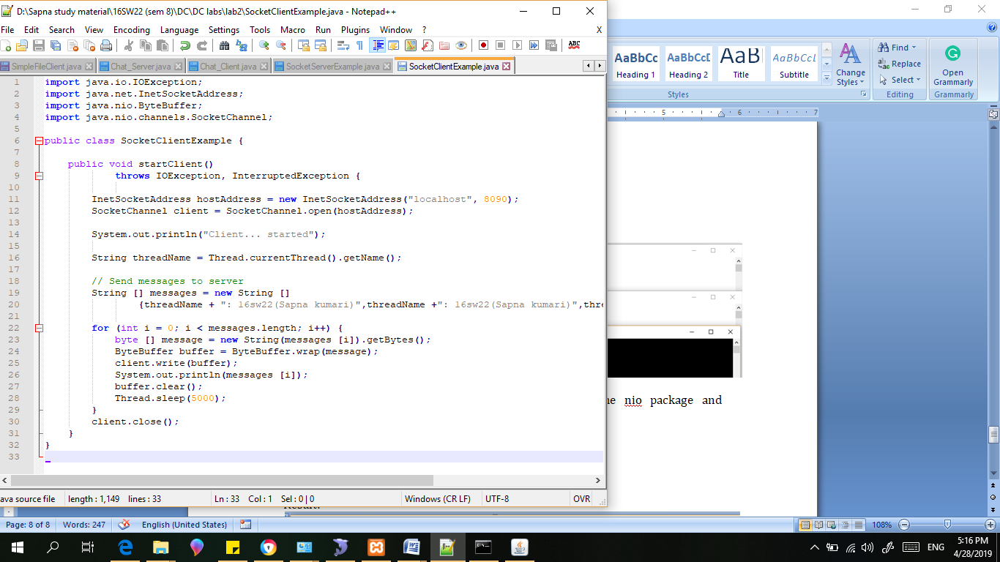 D:\Sapna study material\16SW22 (sem 8)\DC\DC labs\lab2\SocketClientExample.java - Notepad++
File Edit Search View Encoding Language Settings Tools Macro Run Plugins Window ? X
SimpleFileClient.java Chat_Server.java Chat_Client.java SocketServerExample.java SocketClientExample.java
1 import java.io.IOException;
2 import java.net.InetSocketAddress;
3 import java.nio.ByteBuffer;
4 import java.nio.channels.SocketChannel;
5
6 public class SocketClientExample {
7
8 public void startClient()
9 throws IOException, InterruptedException {
10
11 InetSocketAddress hostAddress = new InetSocketAddress("localhost", 8090);
12 SocketChannel client = SocketChannel.open(hostAddress);
13
14 System.out.println("Client... started");
15
16 String threadName = Thread.currentThread().getName();
17
18 // Send messages to server
19 String [] messages = new String []
20 {threadName + ": 16sw22(Sapna kumari)",threadName +": 16sw22(Sapna kumari)",thre
21
22 for (int i = 0; i < messages.length; i++) {
23 byte [] message = new String(messages [i]).getBytes();
24 ByteBuffer buffer = ByteBuffer.wrap(message);
25 client.write(buffer);
26 System.out.println(messages [i]);
27 buffer.clear();
28 Thread.sleep(5000);
29 }
30 client.close();
31 }
32 }
33
ava source file length : 1,149 lines : 33 Ln : 33 Col : 1 Sel : 0 | 0 Windows (CR LF) UTF-8 OVR
AaBbCc AaBbCcI AaB AaBbCcL
Heading 1 Heading 2 Title Subtitle
Change Styles
Styles
Find
Replace
Select
Editing
Open Grammarly
Grammarly
5 6 7
nio package and
Page: 8 of 8 Words: 247 English (United States) 108%
ABC
ENG
5:16 PM
4/28/2019